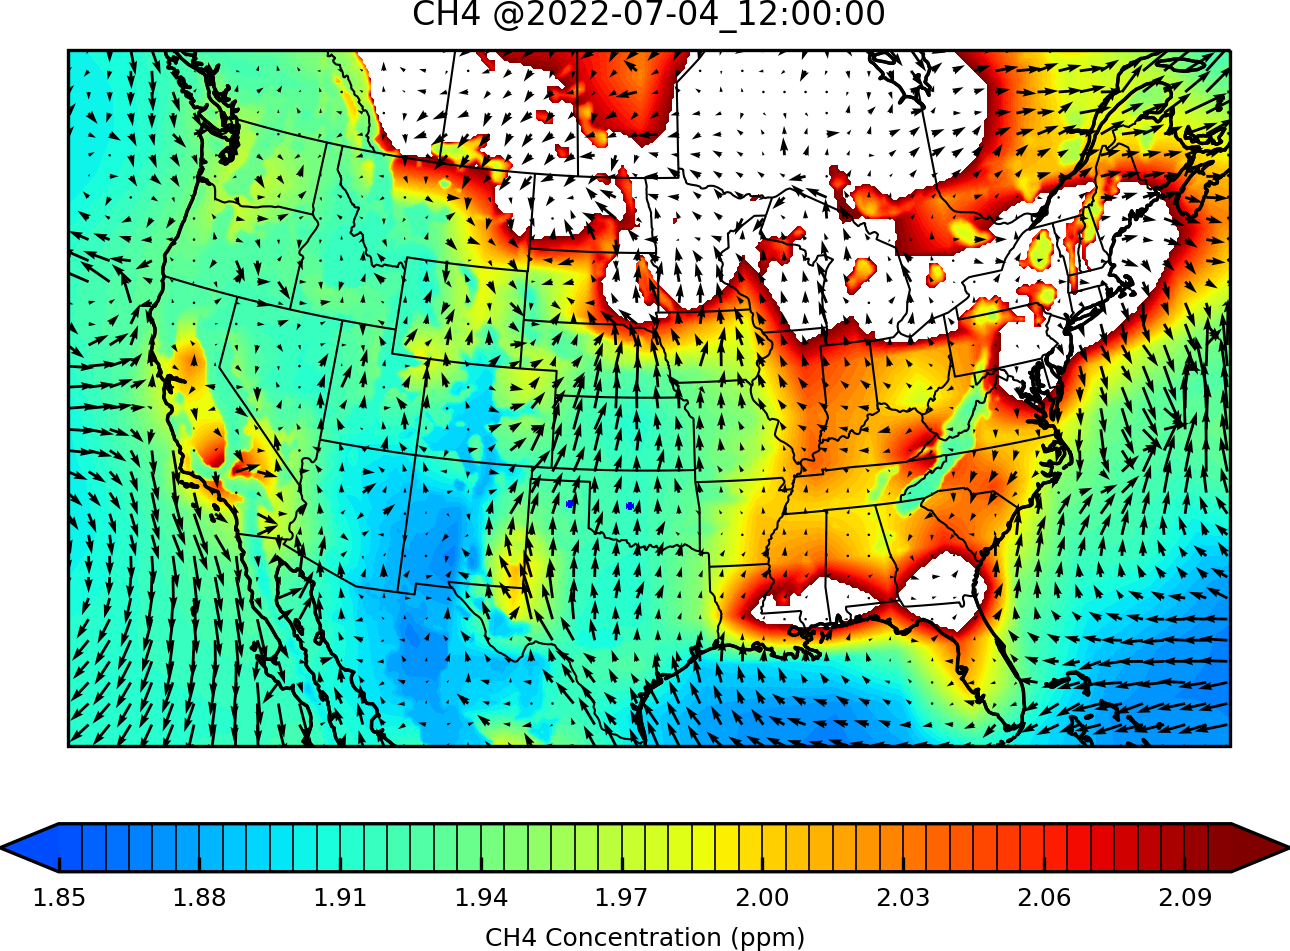 CH4 @2022-07-04_12:00:00
1.85 1.88 1.91 1.94 1.97 2.00 2.03 2.06 2.09
CH4 Concentration (ppm)